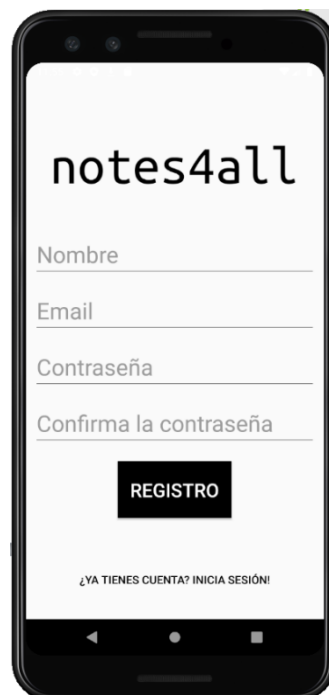 notes4all
Nombre
Email
Contraseña
Confirma la contraseña
REGISTRO
¿YA TIENES CUENTA? INICIA SESIÓN!